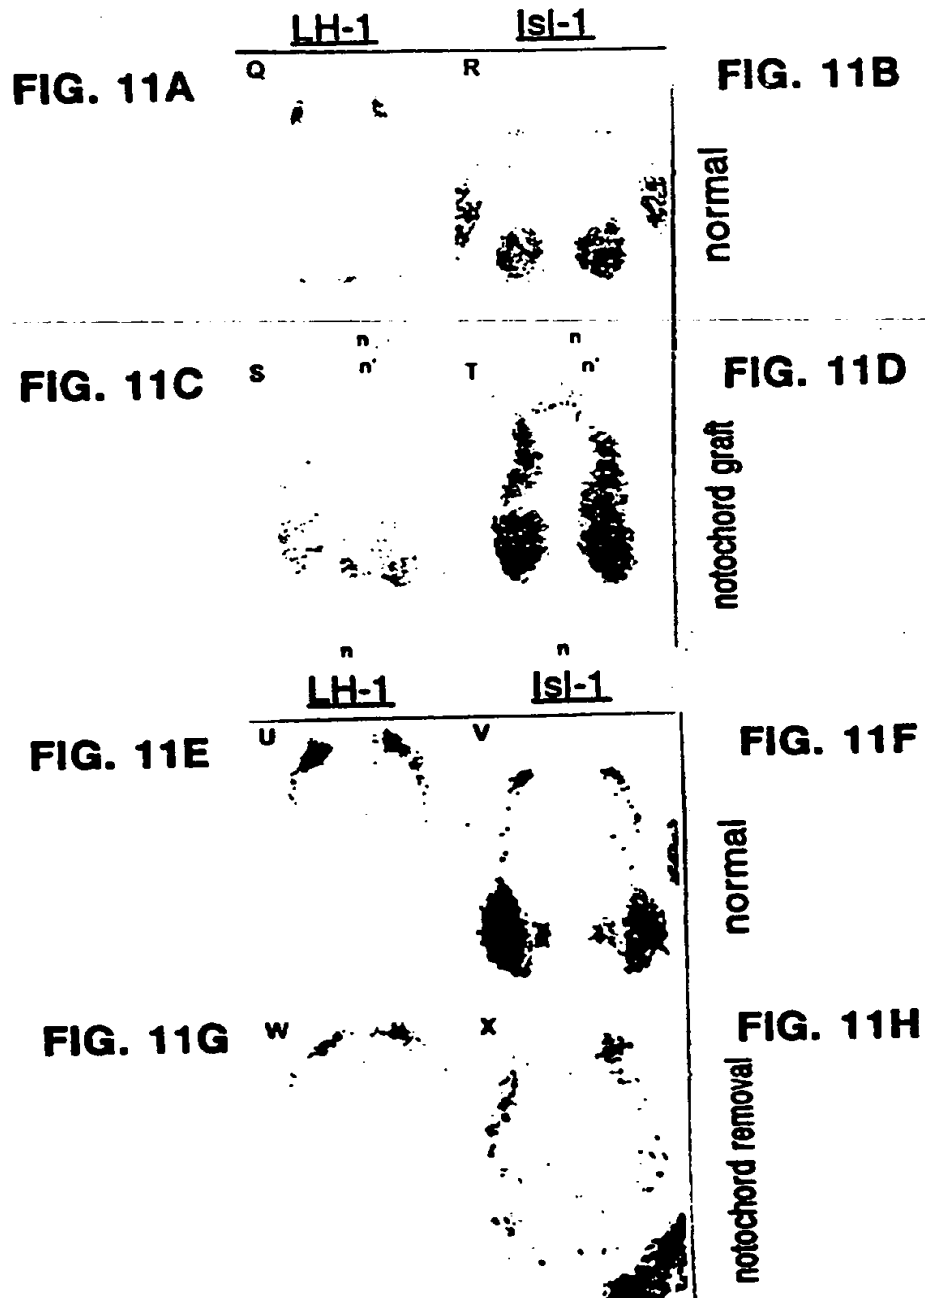 LH-1 Isl-1
FIG. 11A Q R FIG. 11B
normal
n n
FIG. 11C S n' T n' FIG. 11D
notochord graft
n n
LH-1 Isl-1
FIG. 11E U V FIG. 11F
normal
FIG. 11G W X FIG. 11H
notochord removal